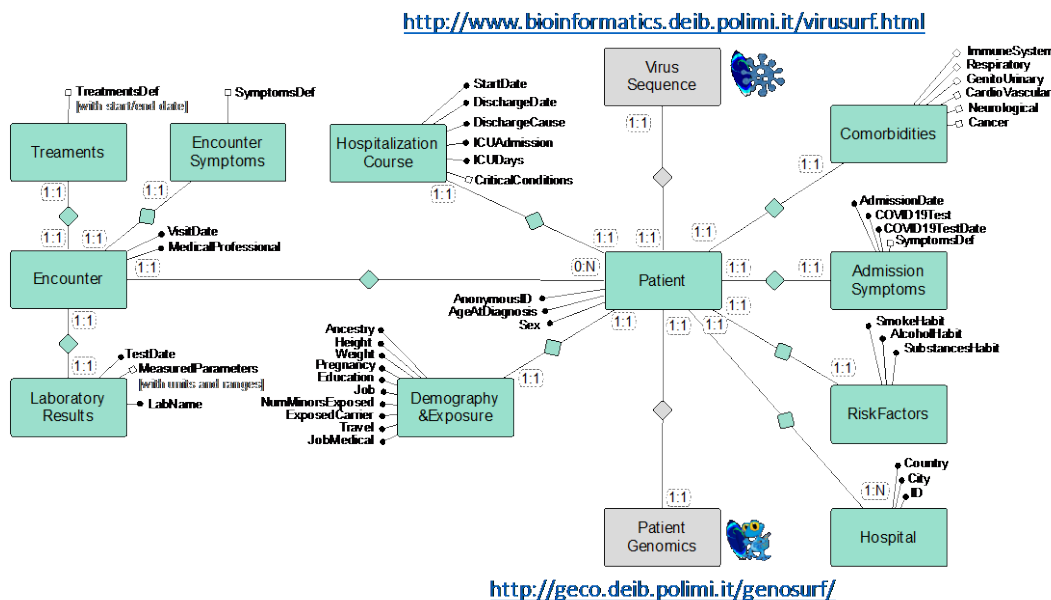 http://www.bioinformatics.deib.polimi.it/virusurf.html
TreatmentsDef
[with start/end date]
Treaments
1:1
1:1
SymptomsDef
Encounter
Symptoms
1:1
1:1
StartDate
DischargeDate
DischargeCause
ICUAdmission
ICUDays
CriticalConditions
Hospitalization
Course
1:1
1:1
Virus
Sequence
1:1
1:1
ImmuneSystem
Respiratory
GenitoUrinary
CardioVascular
Neurological
Cancer
Comorbidities
1:1
1:1
VisitDate
MedicalProfessional
Encounter
1:1
0:N
Patient
AnonymousID
AgeAtDiagnosis
Sex
1:1
1:1
AdmissionDate
COVID19Test
COVID19TestDate
SymptomsDef
Admission
Symptoms
1:1
1:1
TestDate
MeasuredParameters
[with units and ranges]
LabName
Laboratory
Results
Ancestry
Height
Weight
Pregnancy
Education
Job
NumMinorsExposed
ExposedCarrier
Travel
JobMedical
Demography
&Exposure
1:1
1:1
1:1
1:1
1:1
1:1
SmokeHabit
AlcoholHabit
SubstancesHabit
RiskFactors
1:1
Patient
Genomics
1:N
Country
City
ID
Hospital
http://geco.deib.polimi.it/genosurf/